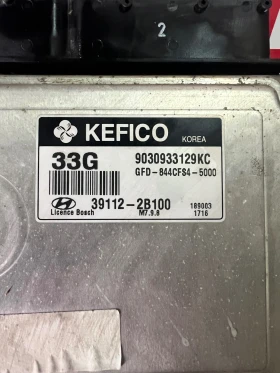 2
KEFICO KOREA
33G 9030933129KC
GFD-844CFS4-5000
39112-2B100 189003
Licence Bosch M7.9.8 1716